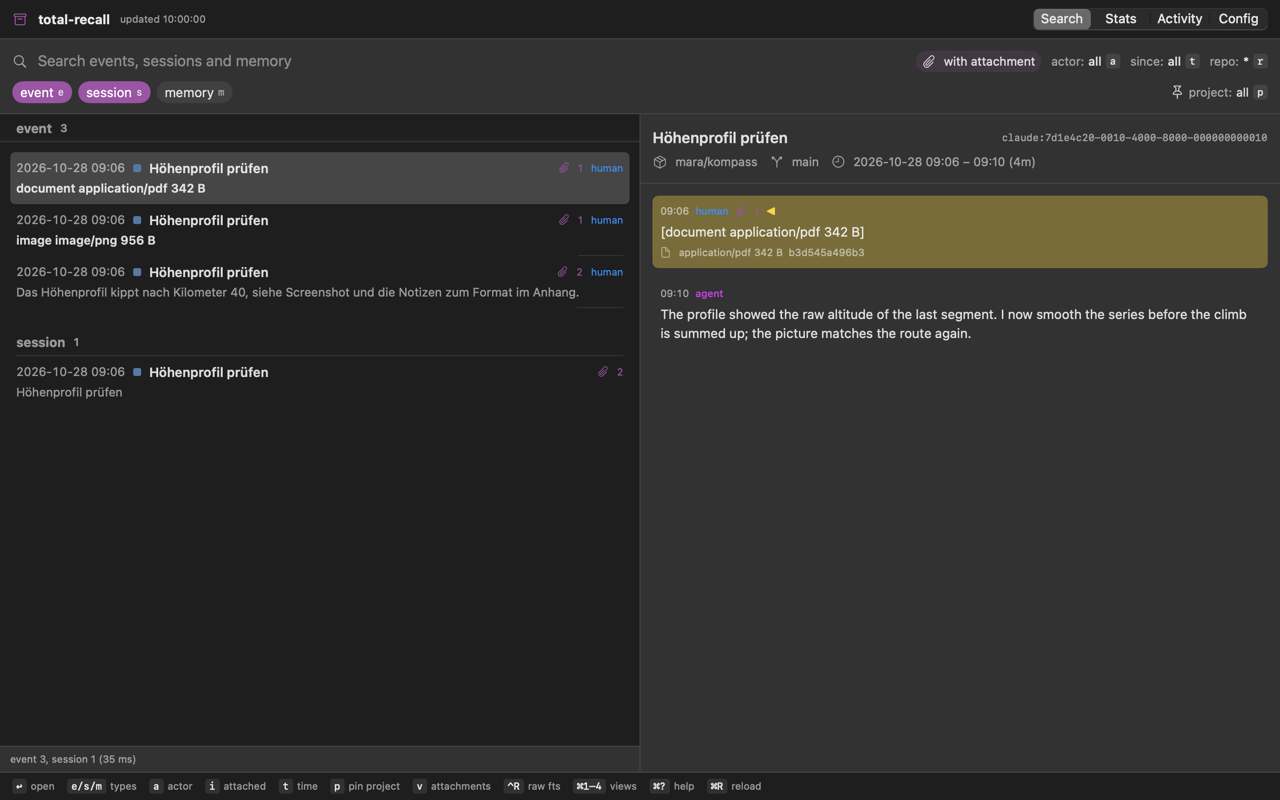 total-recall updated 10:00:00
Search Stats Activity Config
Search events, sessions and memory
with attachment actor: all a since: all t repo: * r
event e session s memory m
project: all p
event 3
2026-10-28 09:06 Höhenprofil prüfen 1 human
document application/pdf 342 B
2026-10-28 09:06 Höhenprofil prüfen 1 human
image image/png 956 B
2026-10-28 09:06 Höhenprofil prüfen 2 human
Das Höhenprofil kippt nach Kilometer 40, siehe Screenshot und die Notizen zum Format im Anhang.
session 1
2026-10-28 09:06 Höhenprofil prüfen 2
Höhenprofil prüfen
event 3, session 1 (35 ms)
Höhenprofil prüfen claude:7d1e4c20-0010-4000-8000-000000000010
mara/kompass main 2026-10-28 09:06 – 09:10 (4m)
09:06 human 1
[document application/pdf 342 B]
application/pdf 342 B b3d545a496b3
09:10 agent
The profile showed the raw altitude of the last segment. I now smooth the series before the climb
is summed up; the picture matches the route again.
↩ open e/s/m types a actor i attached t time p pin project v attachments ^R raw fts ⌘1–4 views ⌘? help ⌘R reload